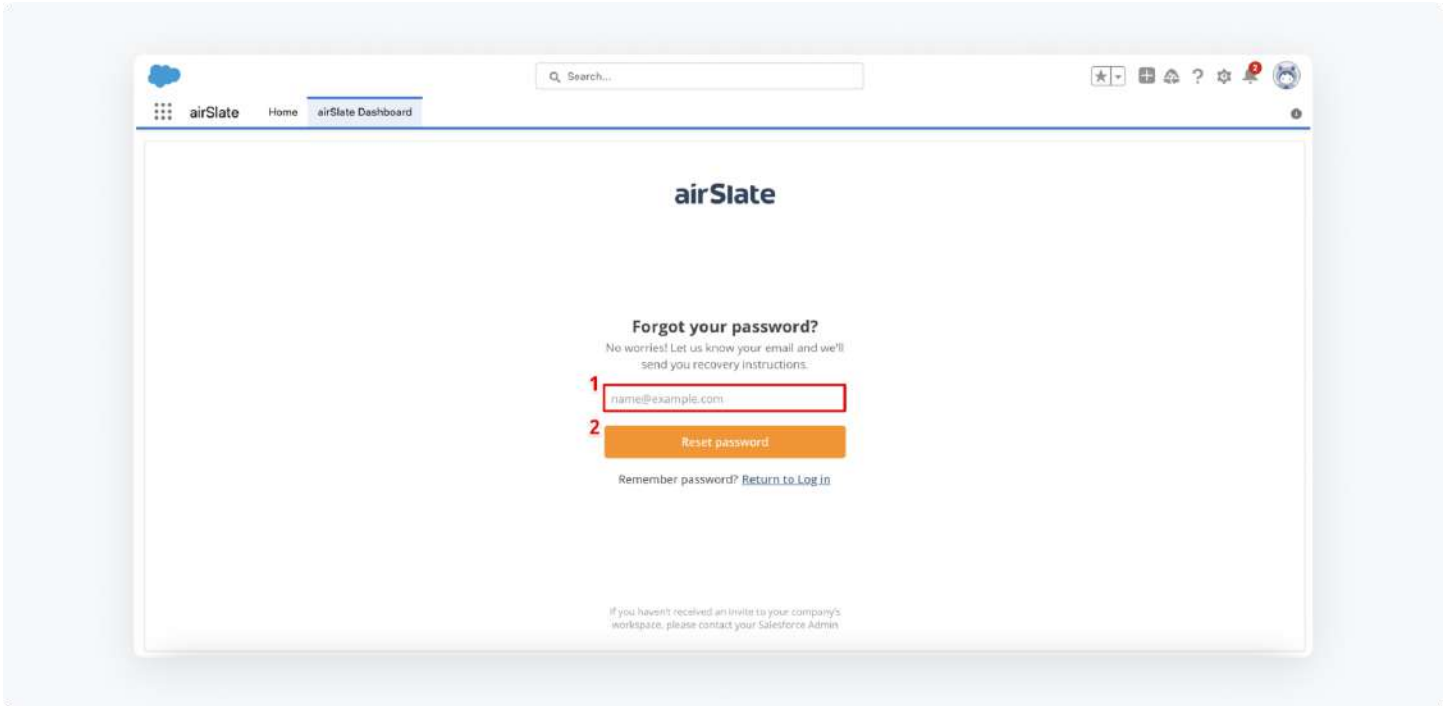 Search...
2
airSlate Home airSlate Dashboard
airSlate
Forgot your password?
No worries! Let us know your email and we'll
send you recovery instructions.
1
name@example.com
2
Reset password
Remember password? Return to Log in
If you haven't received an invite to your company's
workspace, please contact your Salesforce Admin